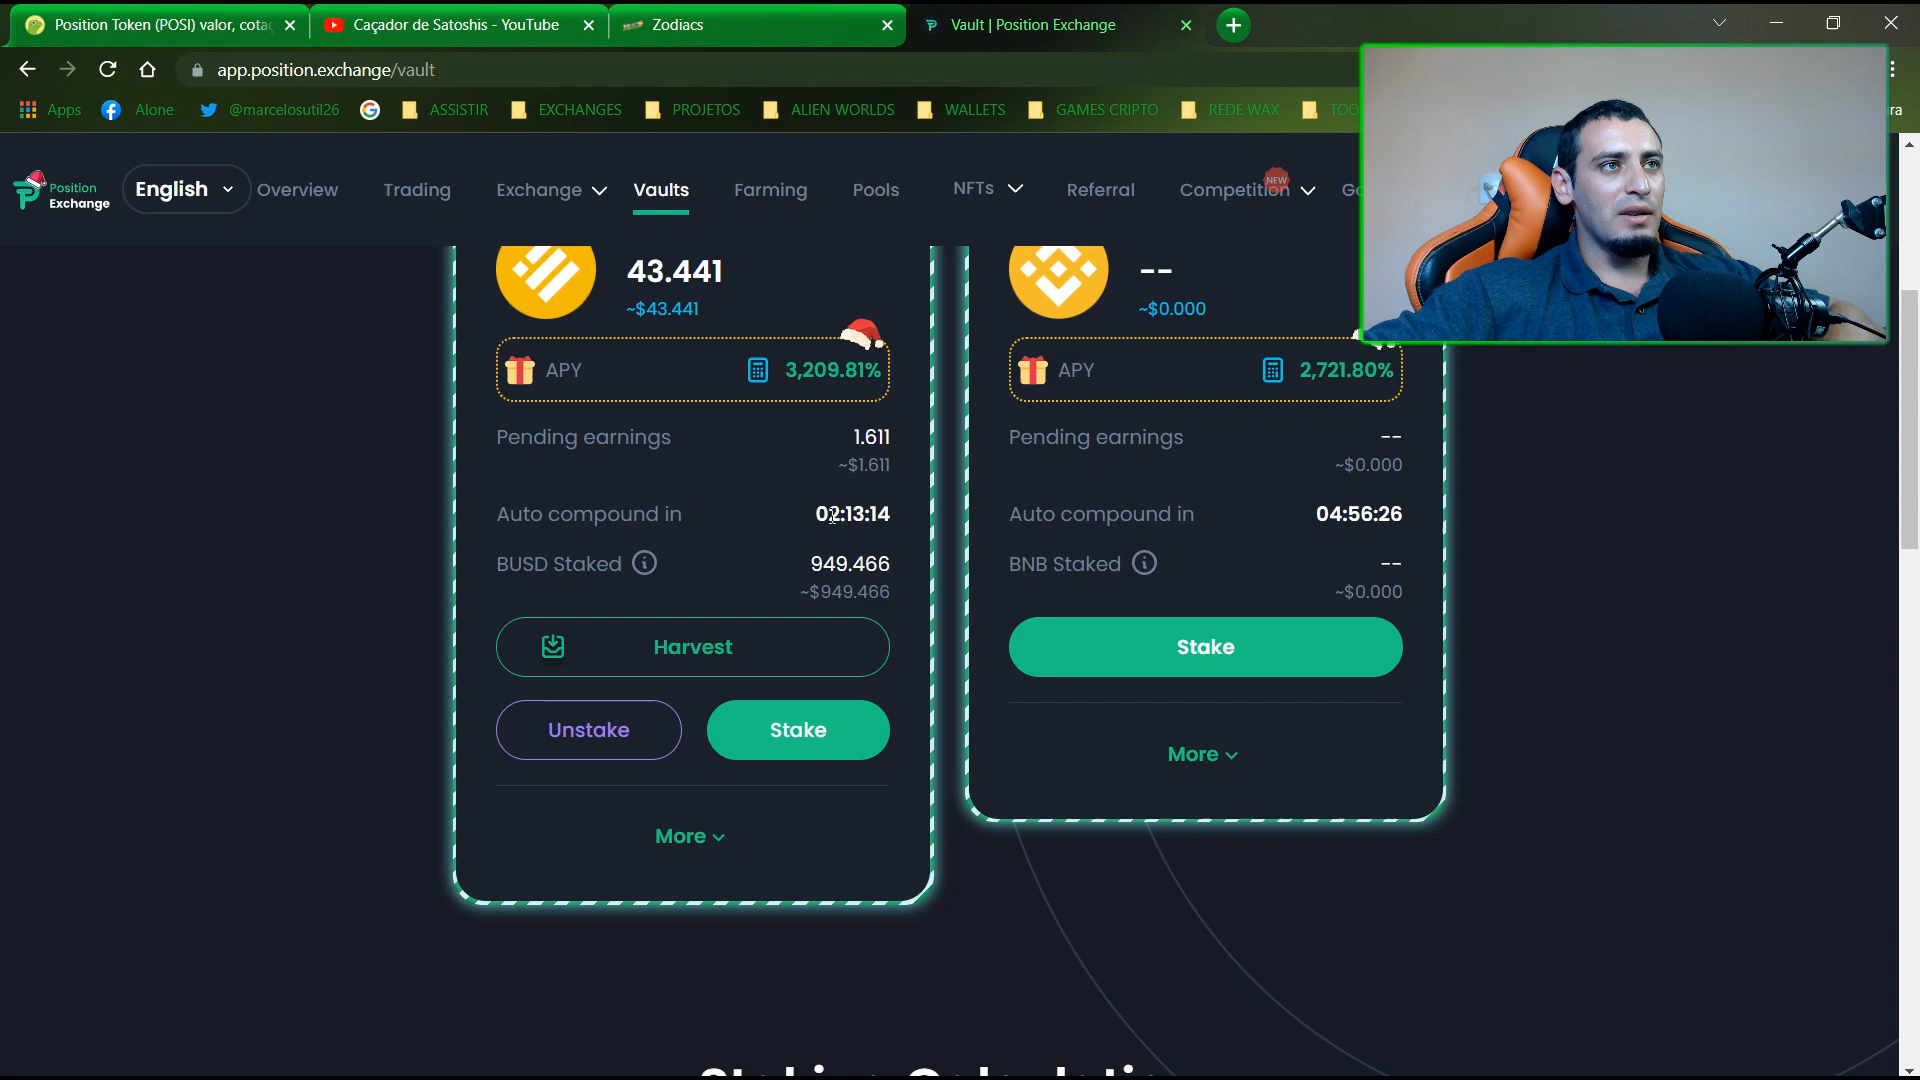 Position Token (POSI) valor, cota
Caçador de Satoshis - YouTube
Zodiacs
Vault | Position Exchange
app.position.exchange/vault
Apps
Alone
@marcelosutil26
ASSISTIR
EXCHANGES
PROJETOS
ALIEN WORLDS
WALLETS
GAMES CRIPTO
REDE WAX
Position
Exchange
English
Overview
Trading
Exchange
Vaults
Farming
Pools
NFTs
Referral
Competition
NEW
43.441
~$43.441
APY
3,209.81%
Pending earnings
1.611
~$1.611
Auto compound in
02:13:14
BUSD Staked
949.466
~$949.466
Harvest
Unstake
Stake
More
--
~$0.000
APY
2,721.80%
Pending earnings
--
~$0.000
Auto compound in
04:56:26
BNB Staked
--
~$0.000
Stake
More